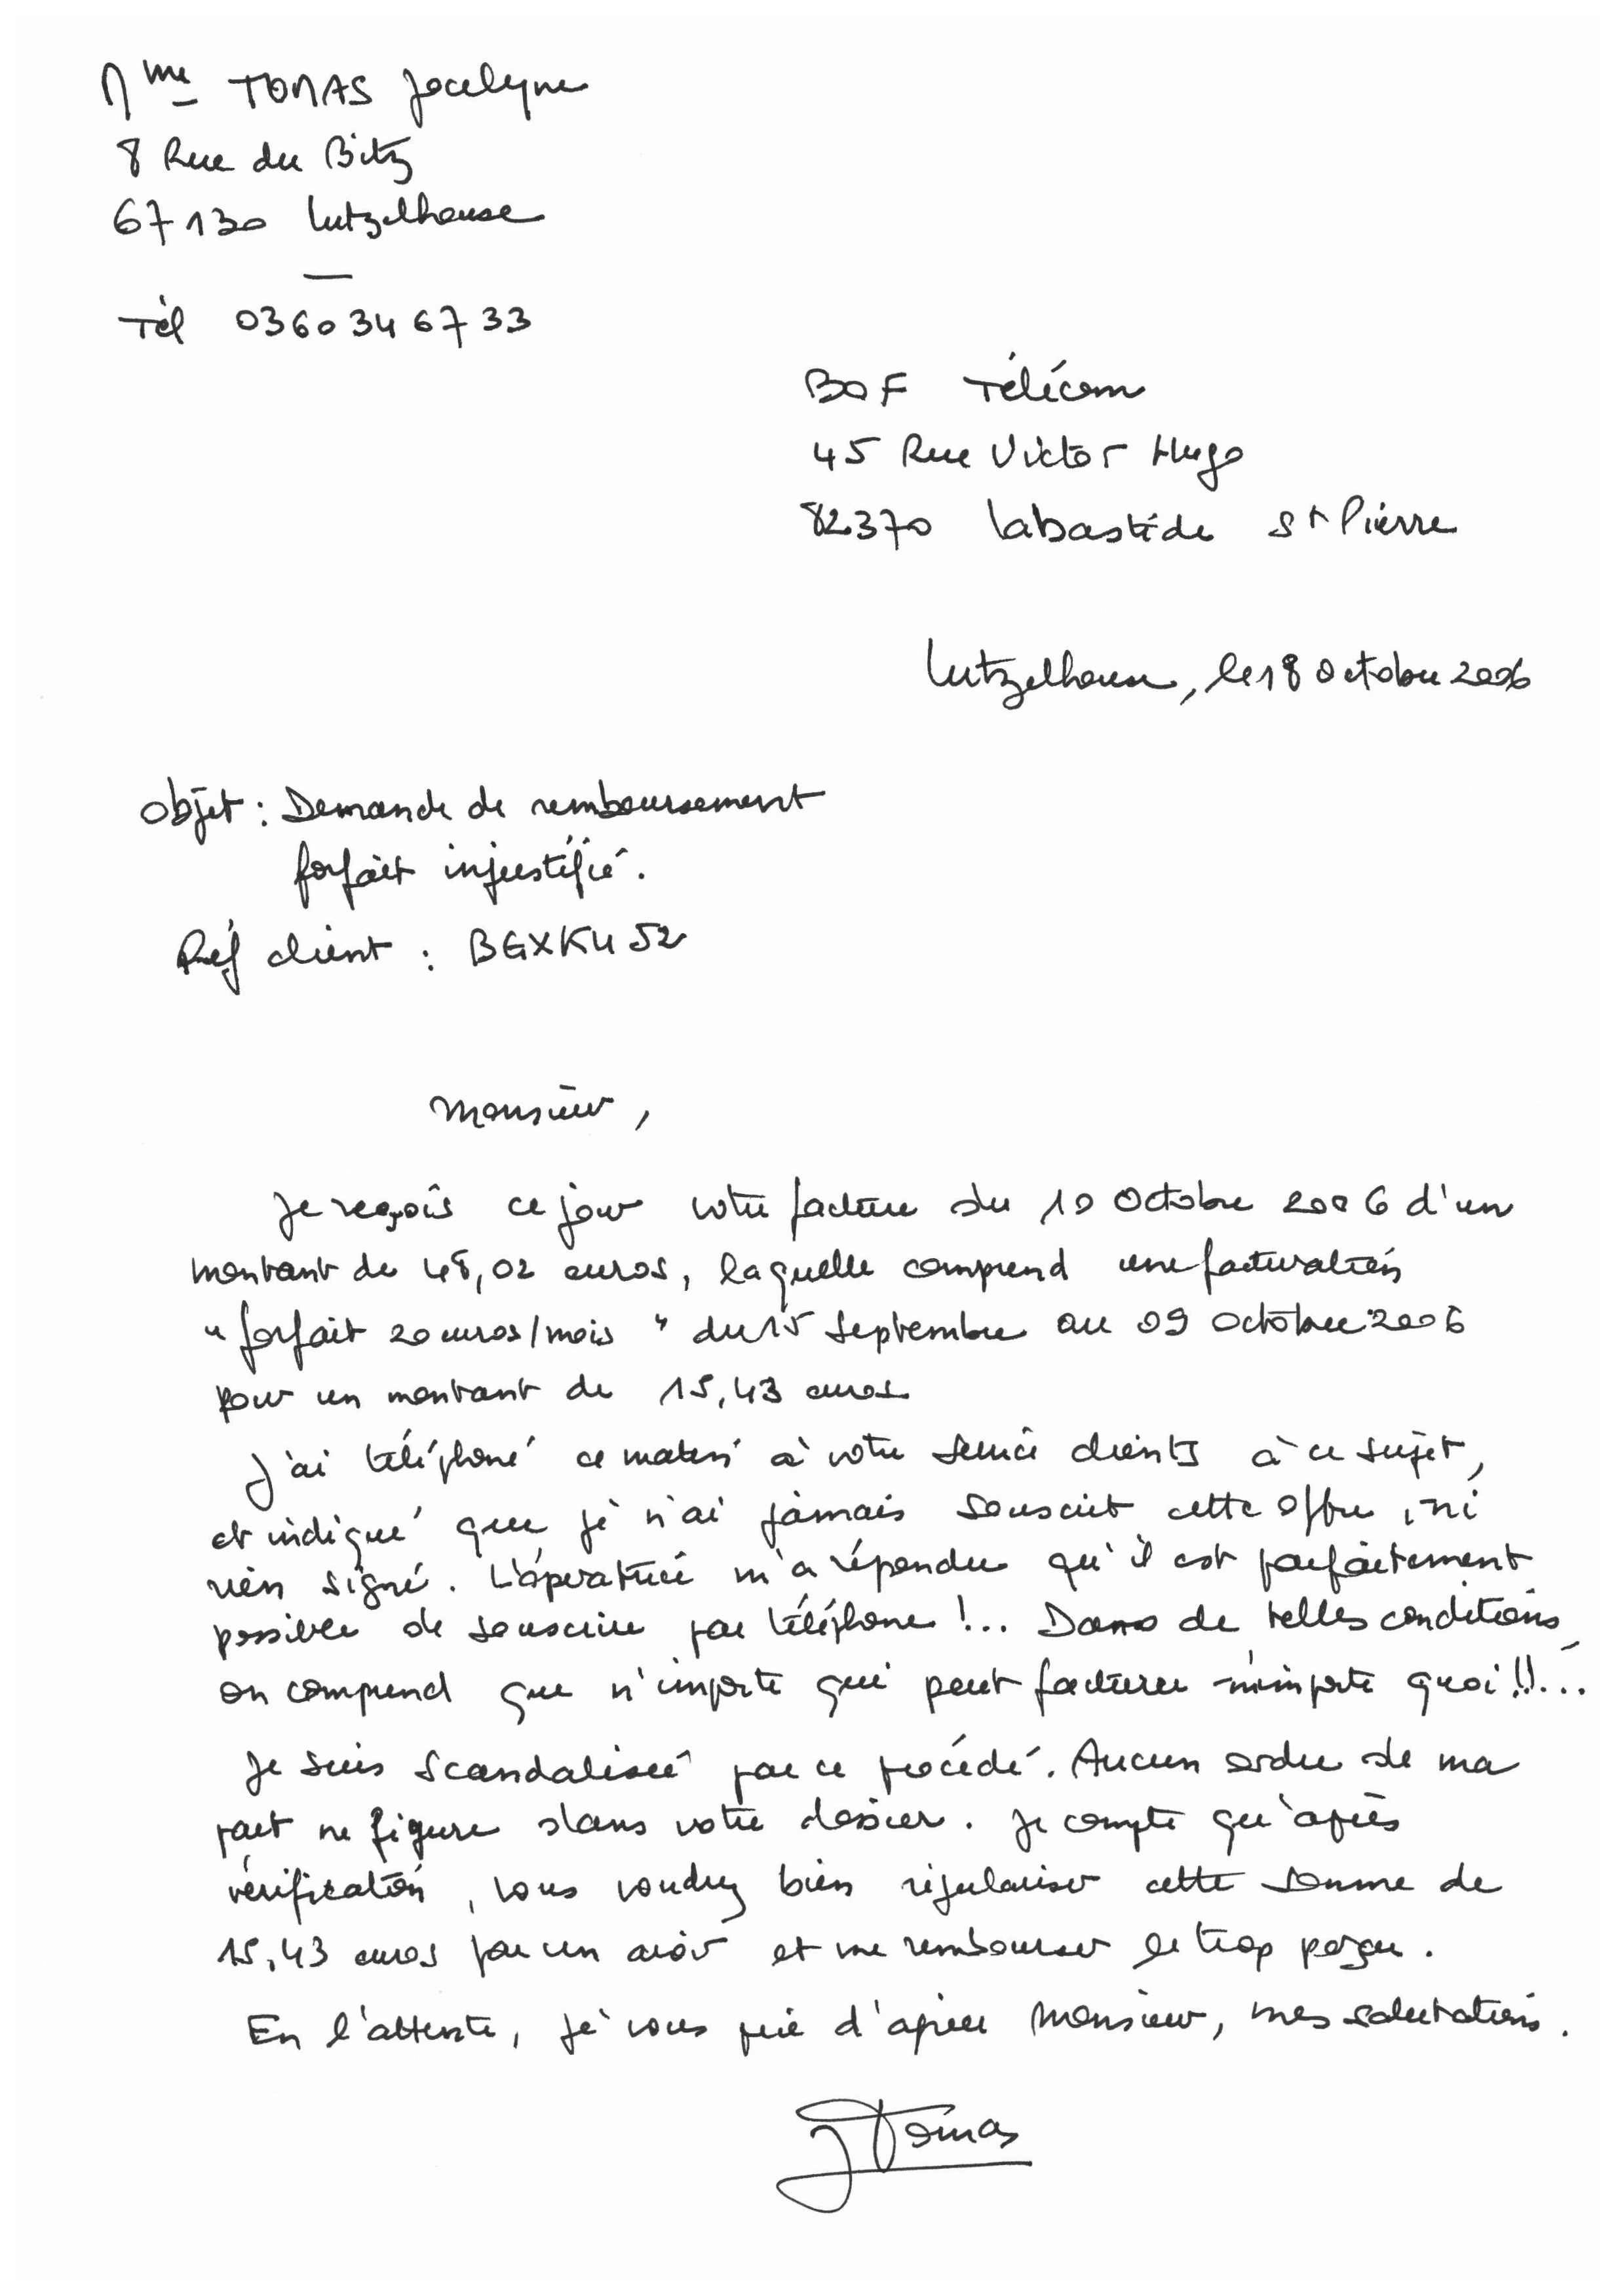 Mme TOMAS Jocelyne
8 Rue du Bitz
67130 Lutzelhouse
Tél 0360346733
BOF Télécom
45 Rue Victor Hugo
82370 Labastide St Pierre
Lutzelhouse, le 18 Octobre 2006
Objet : Demande de remboursement
forfait injustifié.
Réf client : BGXKU52
Monsieur,
Je reçois ce jour votre facture du 10 Octobre 2006 d'un
montant de 48,02 euros, laquelle comprend une facturation
"forfait 20 euros/mois" du 15 Septembre au 09 Octobre 2006
pour un montant de 15,43 euros
J'ai téléphoné ce matin à votre service clients à ce sujet,
et indiqué que je n'ai jamais souscrit cette offre, ni
rien signé. L'opératrice m'a répondu qu'il est parfaitement
possible de souscrire par téléphone !... Dans de telles conditions,
on comprend que n'importe qui peut facturer n'importe quoi !!...
Je suis scandalisée par ce procédé. Aucun ordre de ma
part ne figure dans votre dossier. Je compte qu'après
vérification, vous voudrez bien régulariser cette somme de
15,43 euros par un avoir et me rembourser le trop perçu.
En l'attente, je vous prie d'agréer Monsieur, mes salutations.
JTomas